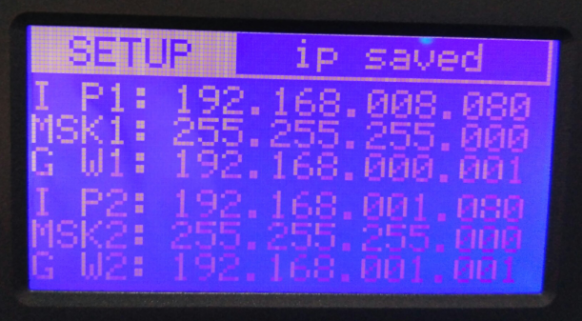 SETUP ip saved
I P1: 192.168.008.080
MSK1: 255.255.255.000
G W1: 192.168.000.001
I P2: 192.168.001.080
MSK2: 255.255.255.000
G W2: 192.168.001.001